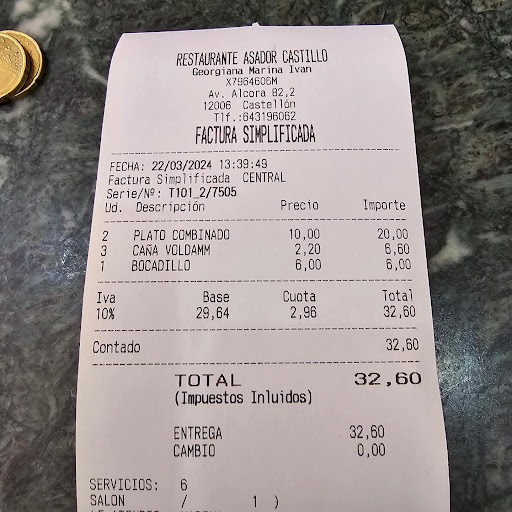 RESTAURANTE ASADOR CASTILLO
Georgiana Marina Ivan
X7964606M
Av. Alcora 82,2
12006 Castellón
Tlf.:643196062
FACTURA SIMPLIFICADA
FECHA: 22/03/2024 13:39:49
Factura Simplificada CENTRAL
Serie/Nº: T101_2/7505
Ud. Descripción Precio Importe
2 PLATO COMBINADO 10,00 20,00
3 CAÑA VOLDAMM 2,20 6,60
1 BOCADILLO 6,00 6,00
Iva Base Cuota Total
10% 29,64 2,96 32,60
Contado 32,60
TOTAL 32,60
(Impuestos Inluidos)
ENTREGA 32,60
CAMBIO 0,00
SERVICIOS: 6
SALON / 1 )